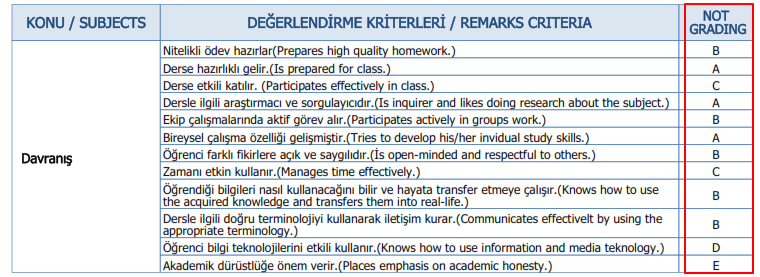 KONU / SUBJECTS DEĞERLENDİRME KRİTERLERİ / REMARKS CRITERIA NOT GRADING
Davranış
Nitelikli ödev hazırlar(Prepares high quality homework.) B
Derse hazırlıklı gelir.(Is prepared for class.) A
Derse etkili katılır. (Participates effectively in class.) C
Dersle ilgili araştırmacı ve sorgulayıcıdır.(Is inquirer and likes doing research about the subject.) A
Ekip çalışmalarında aktif görev alır.(Participates actively in groups work.) B
Bireysel çalışma özelliği gelişmiştir.(Tries to develop his/her invidual study skills.) A
Öğrenci farklı fikirlere açık ve saygılıdır.(İs open-minded and respectful to others.) B
Zamanı etkin kullanır.(Manages time effectively.) C
Öğrendiği bilgileri nasıl kullanacağını bilir ve hayata transfer etmeye çalışır.(Knows how to use
the acquired knowledge and transfers them into real-life.) B
Dersle ilgili doğru terminolojiyi kullanarak iletişim kurar.(Communicates effectivelt by using the
appropriate terminology.) B
Öğrenci bilgi teknolojilerini etkili kullanır.(Knows how to use information and media teknology.) D
Akademik dürüstlüğe önem verir.(Places emphasis on academic honesty.) E